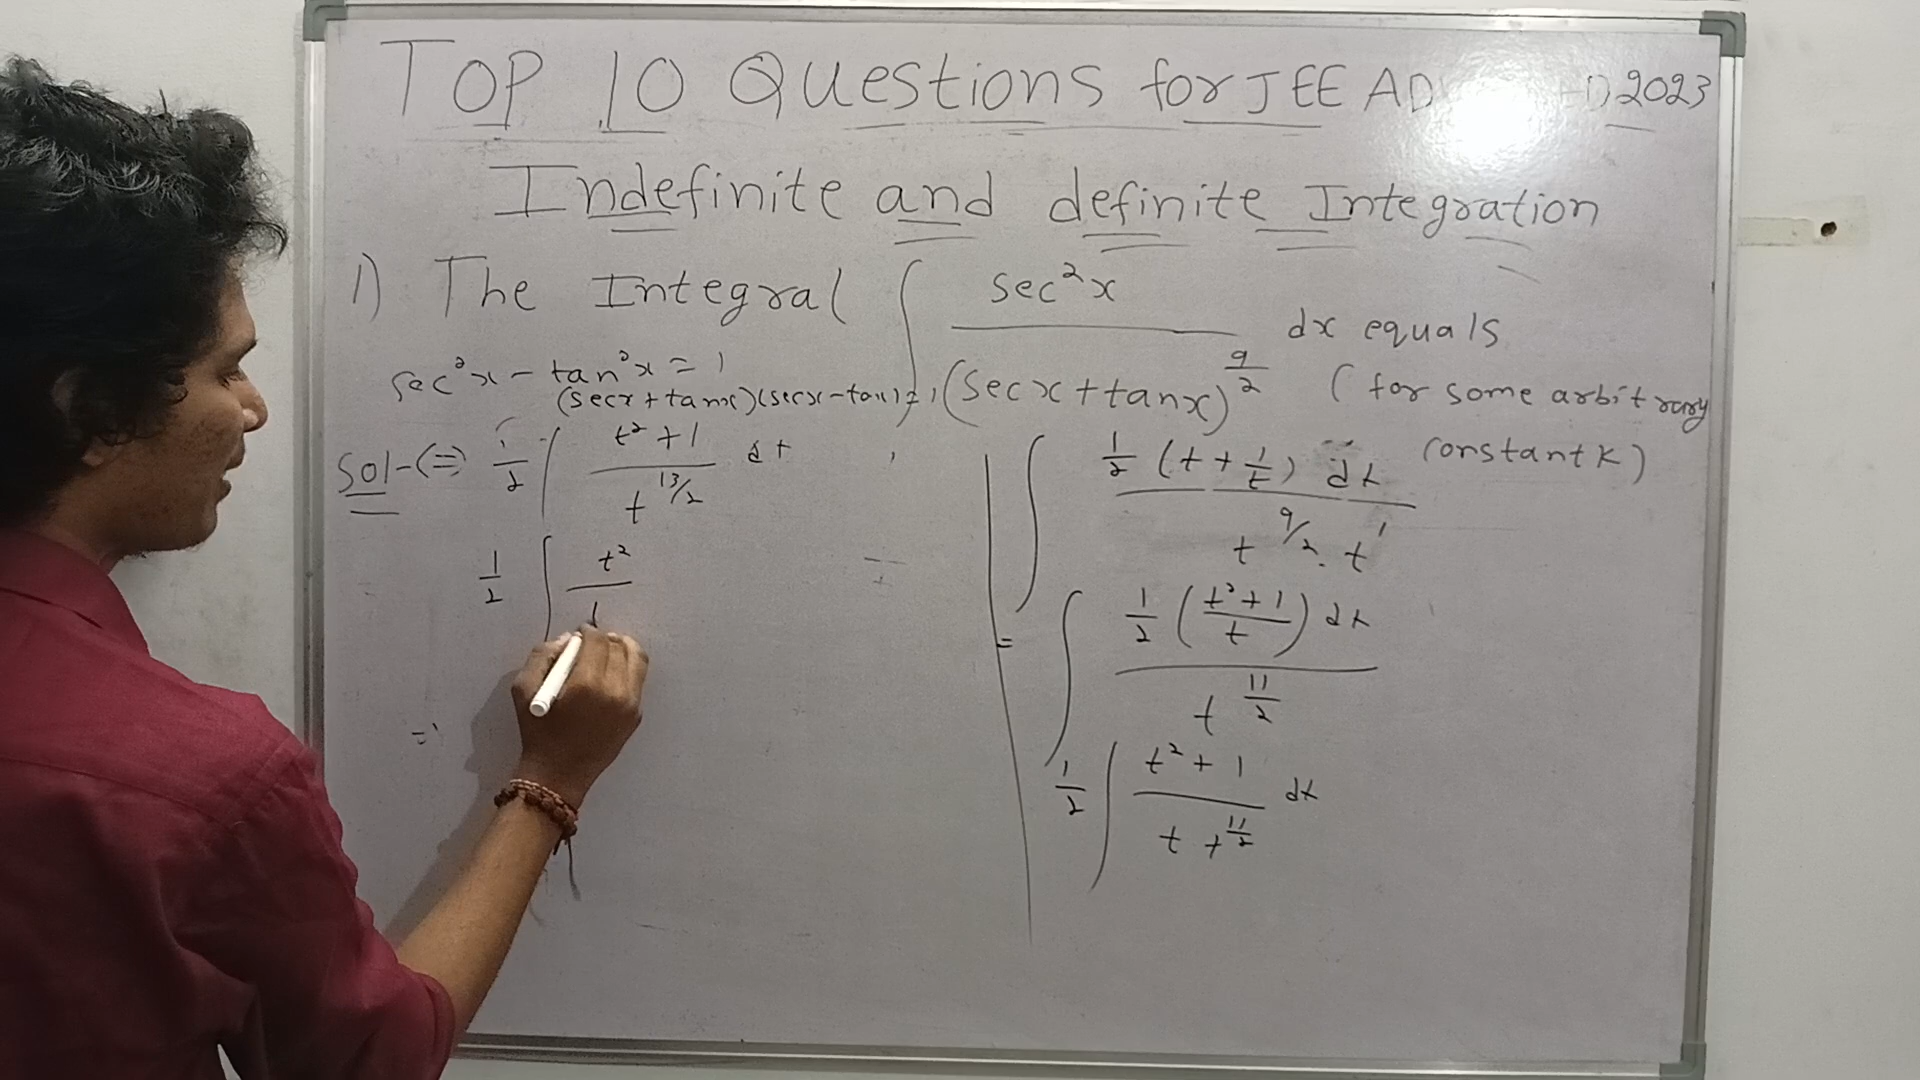 TOP 10 Questions for JEE AD 2023
Indefinite and definite Integration
1) The Integral ∫ sec²x / (secx+tanx)^(9/2) dx equals
(for some arbitrary
constant k)
sec²x - tan²x = 1
(secx+tanx)(secx-tanx)=1
Sol-(=) 1/2 ∫ t²+1 / t^(13/2) dt
1/2 ∫ t² / t
=
∫ 1/2 (t + 1/t) dt / t^(9/2) . t^1
= ∫ 1/2 (t²+1 / t) dt / t^(11/2)
1/2 ∫ t²+1 / t t^(11/2) dt